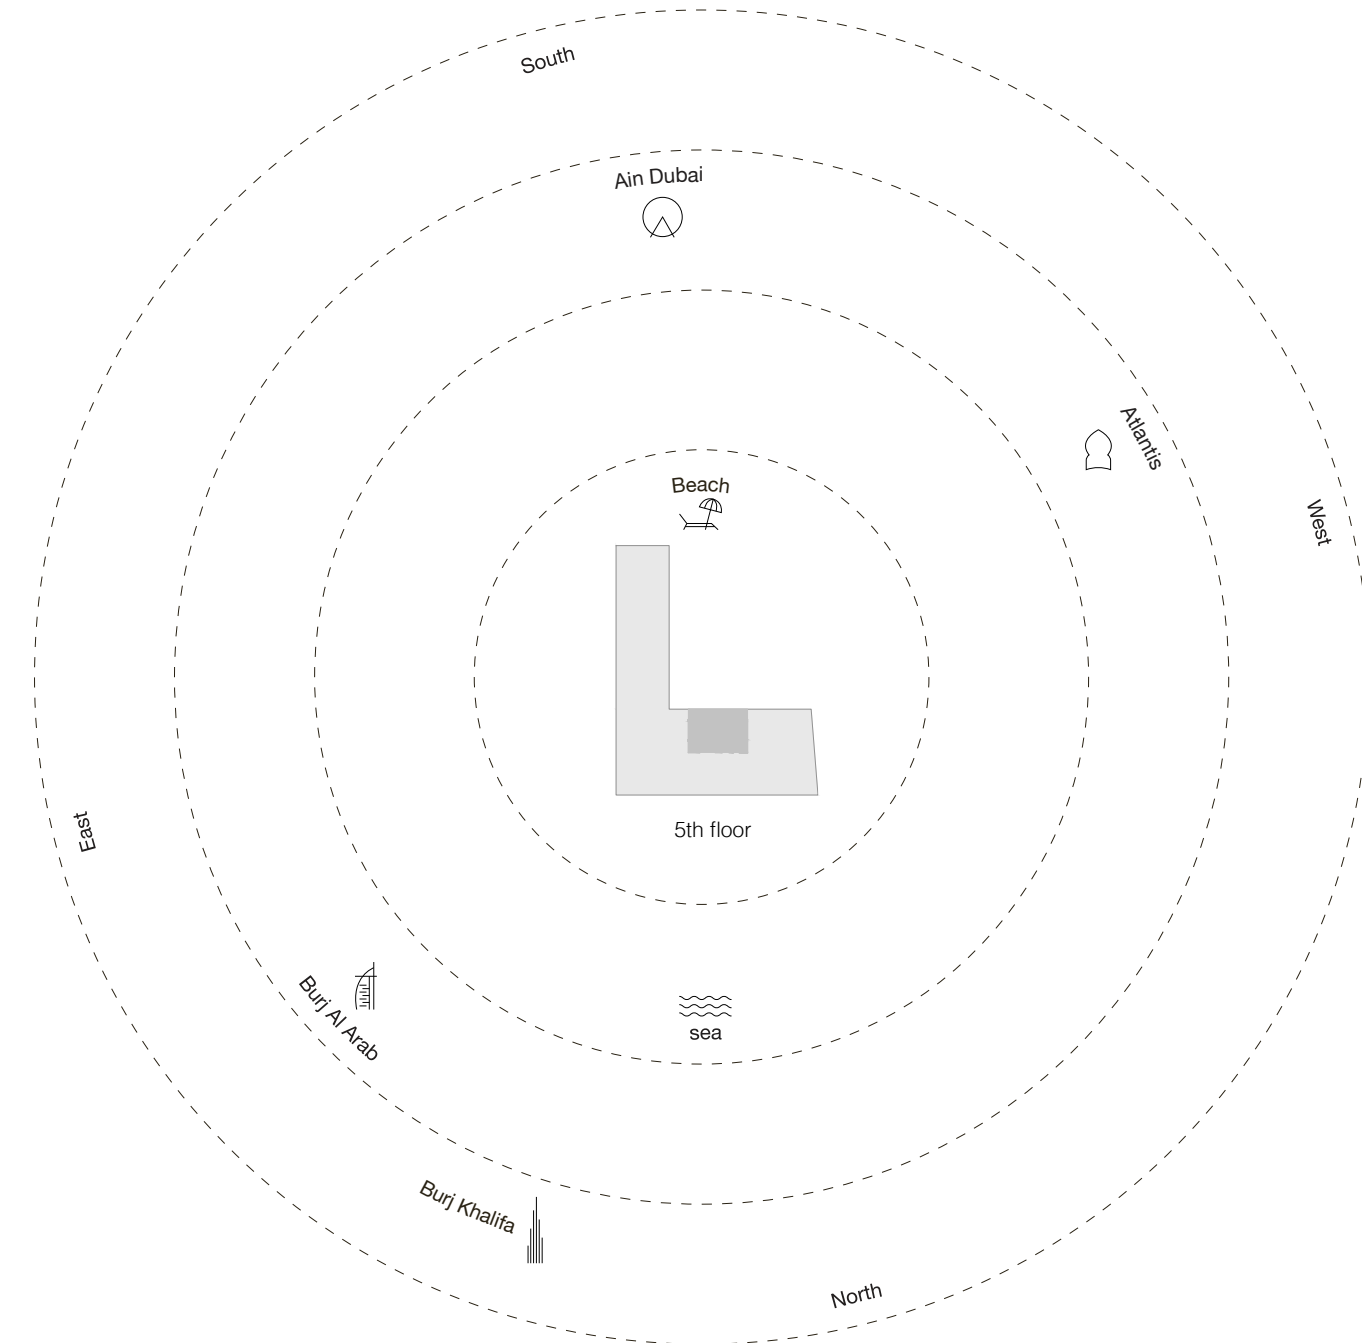 South
Ain Dubai
Atlantis
Beach
West
5th floor
East
Burj Al Arab
sea
Burj Khalifa
North